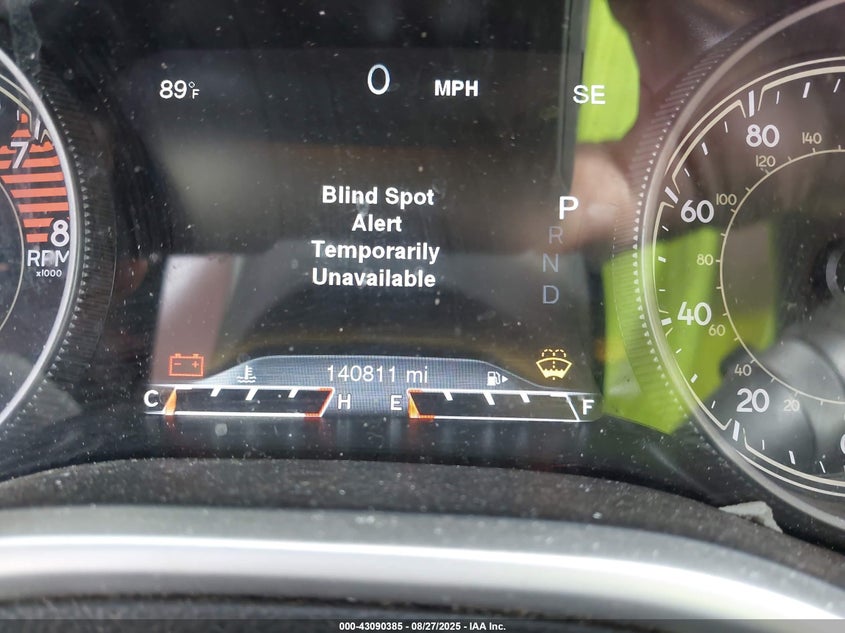 89°F 0 MPH SE
Blind Spot
Alert
Temporarily
Unavailable
P
R
N
D
7
8
RPM
x1000
140811 mi
C H E F
80
60
40
20
140
120
100
80
60
40
20
000-43090385 - 08/27/2025 - IAA Inc.